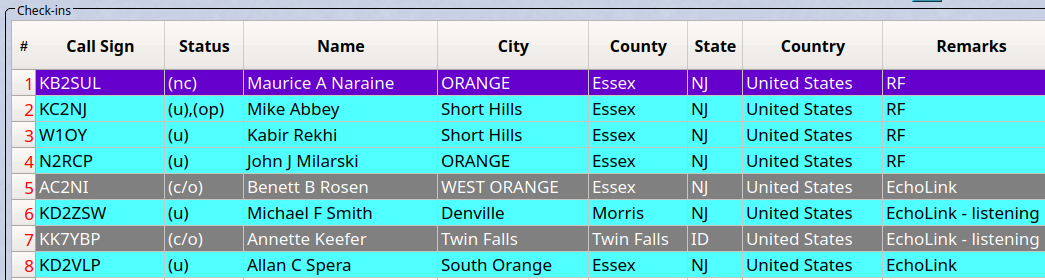 Check-ins
# Call Sign Status Name City County State Country Remarks
1 KB2SUL (nc) Maurice A Naraine ORANGE Essex NJ United States RF
2 KC2NJ (u),(op) Mike Abbey Short Hills Essex NJ United States RF
3 W1OY (u) Kabir Rekhi Short Hills Essex NJ United States RF
4 N2RCP (u) John J Milarski ORANGE Essex NJ United States RF
5 AC2NI (c/o) Benett B Rosen WEST ORANGE Essex NJ United States EchoLink
6 KD2ZSW (u) Michael F Smith Denville Morris NJ United States EchoLink - listening
7 KK7YBP (c/o) Annette Keefer Twin Falls Twin Falls ID United States EchoLink - listening
8 KD2VLP (u) Allan C Spera South Orange Essex NJ United States EchoLink